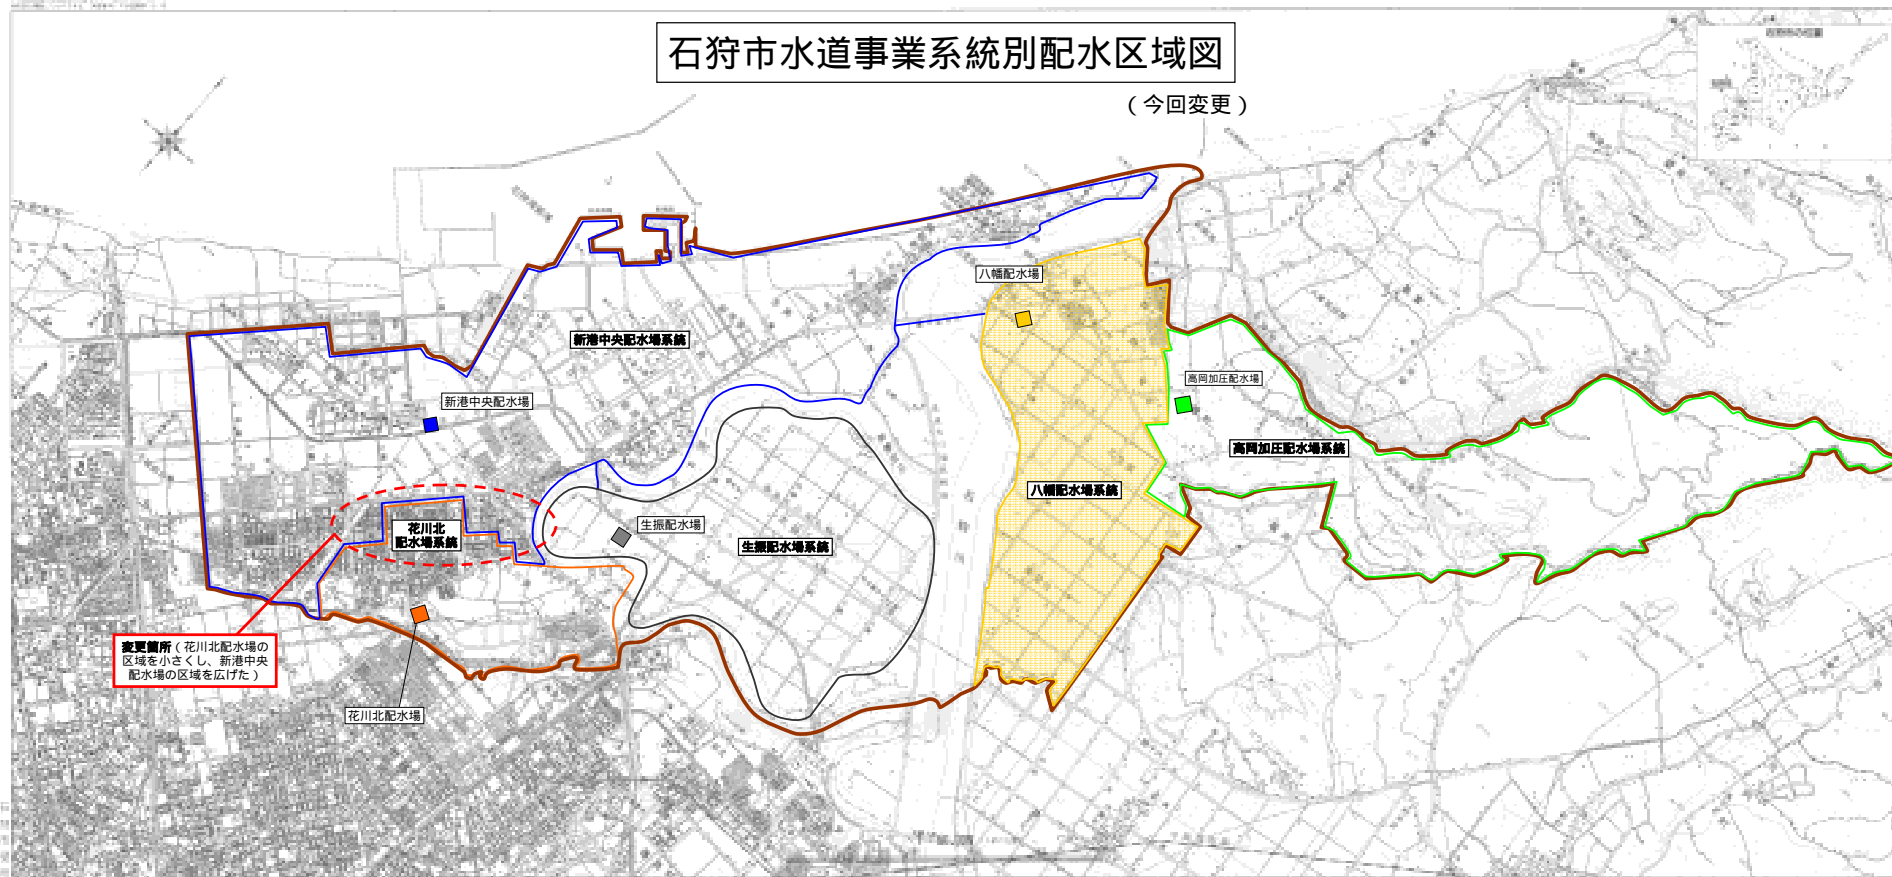 石狩市水道事業系統別配水区域図
（今回変更）
八幡配水場
新港中央配水場系統
高岡加圧配水場
新港中央配水場
高岡加圧配水場系統
八幡配水場系統
花川北
配水場系統
生振配水場
生振配水場系統
変更箇所（花川北配水場の
区域を小さくし、新港中央
配水場の区域を広げた）
花川北配水場